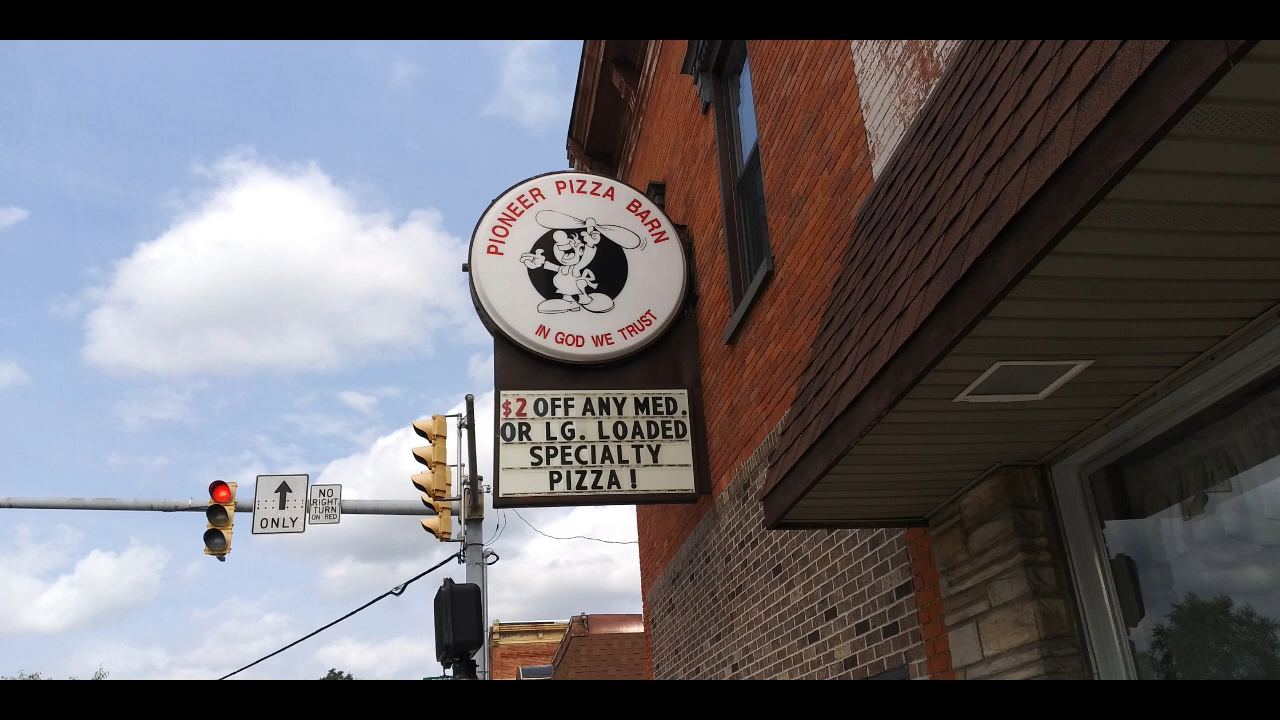 PIONEER PIZZA BARN
IN GOD WE TRUST
$2 OFF ANY MED.
OR LG. LOADED
SPECIALTY
PIZZA!
ONLY
NO
RIGHT
TURN
ON RED